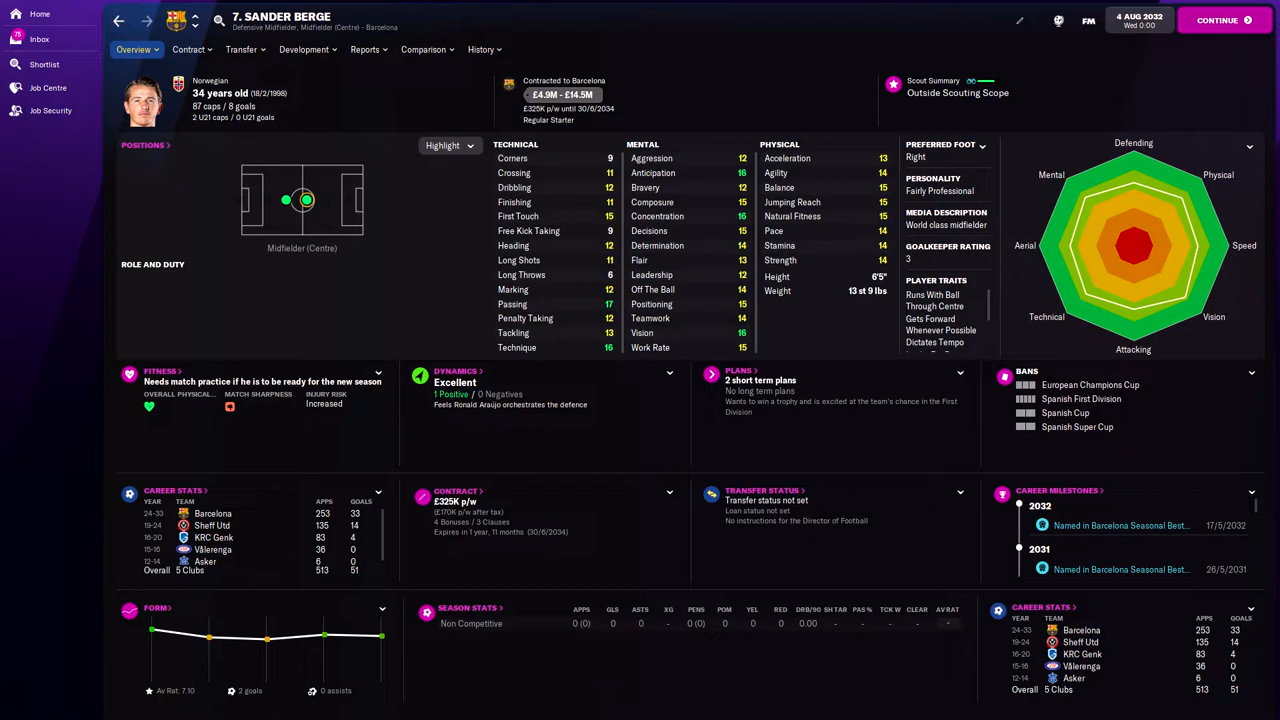 Home
75
Inbox
Shortlist
Job Centre
Job Security
7. SANDER BERGE
Defensive Midfielder, Midfielder (Centre) - Barcelona
FM
4 AUG 2032
Wed 0:00
CONTINUE
Overview
Contract
Transfer
Development
Reports
Comparison
History
Norwegian
34 years old (18/2/1998)
87 caps / 8 goals
2 U21 caps / 0 U21 goals
Contracted to Barcelona
£4.9M - £14.5M
£325K p/w until 30/6/2034
Regular Starter
Scout Summary
Outside Scouting Scope
POSITIONS
Highlight
Midfielder (Centre)
ROLE AND DUTY
TECHNICAL
Corners 9
Crossing 11
Dribbling 12
Finishing 11
First Touch 15
Free Kick Taking 9
Heading 12
Long Shots 11
Long Throws 6
Marking 12
Passing 17
Penalty Taking 12
Tackling 13
Technique 16
MENTAL
Aggression 12
Anticipation 16
Bravery 12
Composure 15
Concentration 16
Decisions 15
Determination 14
Flair 13
Leadership 12
Off The Ball 14
Positioning 15
Teamwork 14
Vision 16
Work Rate 15
PHYSICAL
Acceleration 13
Agility 14
Balance 15
Jumping Reach 15
Natural Fitness 15
Pace 14
Stamina 14
Strength 14
Height 6'5"
Weight 13 st 9 lbs
PREFERRED FOOT
Right
PERSONALITY
Fairly Professional
MEDIA DESCRIPTION
World class midfielder
GOALKEEPER RATING
3
PLAYER TRAITS
Runs With Ball
Through Centre
Gets Forward
Whenever Possible
Dictates Tempo
Defending
Mental
Physical
Aerial
Speed
Technical
Vision
Attacking
FITNESS
Needs match practice if he is to be ready for the new season
OVERALL PHYSICAL...
MATCH SHARPNESS
INJURY RISK
Increased
DYNAMICS
Excellent
1 Positive / 0 Negatives
Feels Ronald Araújo orchestrates the defence
PLANS
2 short term plans
No long term plans
Wants to win a trophy and is excited at the team's chance in the First
Division
BANS
European Champions Cup
Spanish First Division
Spanish Cup
Spanish Super Cup
CAREER STATS
YEAR TEAM APPS GOALS
24-33 Barcelona 253 33
19-24 Sheff Utd 135 14
16-20 KRC Genk 83 4
15-16 Vålerenga 36 0
12-14 Asker 6 0
Overall 5 Clubs 513 51
CONTRACT
£325K p/w
(£170K p/w after tax)
4 Bonuses / 3 Clauses
Expires in 1 year, 11 months (30/6/2034)
TRANSFER STATUS
Transfer status not set
Loan status not set
No instructions for the Director of Football
CAREER MILESTONES
2032
Named in Barcelona Seasonal Best... 17/5/2032
2031
Named in Barcelona Seasonal Best... 26/5/2031
FORM
Av Rat: 7.10
2 goals
0 assists
SEASON STATS APPS GLS ASTS XG PENS POM YEL RED DRB/90 SH TAR PAS % TCK W CLEAR AV RAT
Non Competitive 0 (0) 0 0 - 0 (0) 0 0 0 0.00 - - - - -
CAREER STATS
YEAR TEAM APPS GOALS
24-33 Barcelona 253 33
19-24 Sheff Utd 135 14
16-20 KRC Genk 83 4
15-16 Vålerenga 36 0
12-14 Asker 6 0
Overall 5 Clubs 513 51